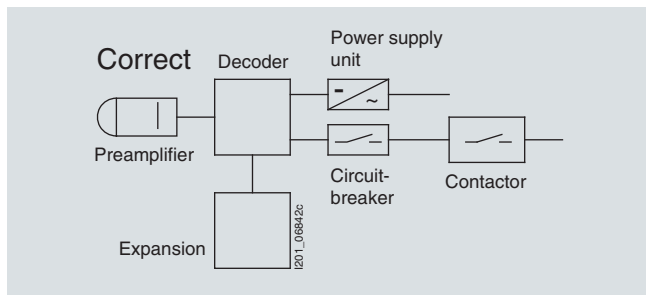 Correct
Decoder
Power supply
unit
-
~
Preamplifier
Circuit-
breaker
Contactor
Expansion
I201_06842c